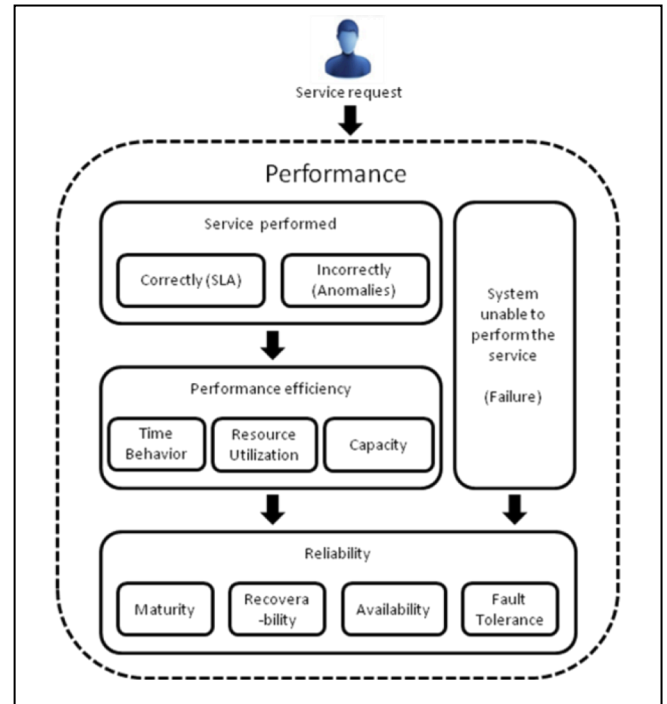 Service request
Performance
Service performed
Correctly (SLA)
Incorrectly
(Anomalies)
System
unable to
perform the
service
(Failure)
Performance efficiency
Time
Behavior
Resource
Utilization
Capacity
Reliability
Maturity
Recovera
-bility
Availability
Fault
Tolerance